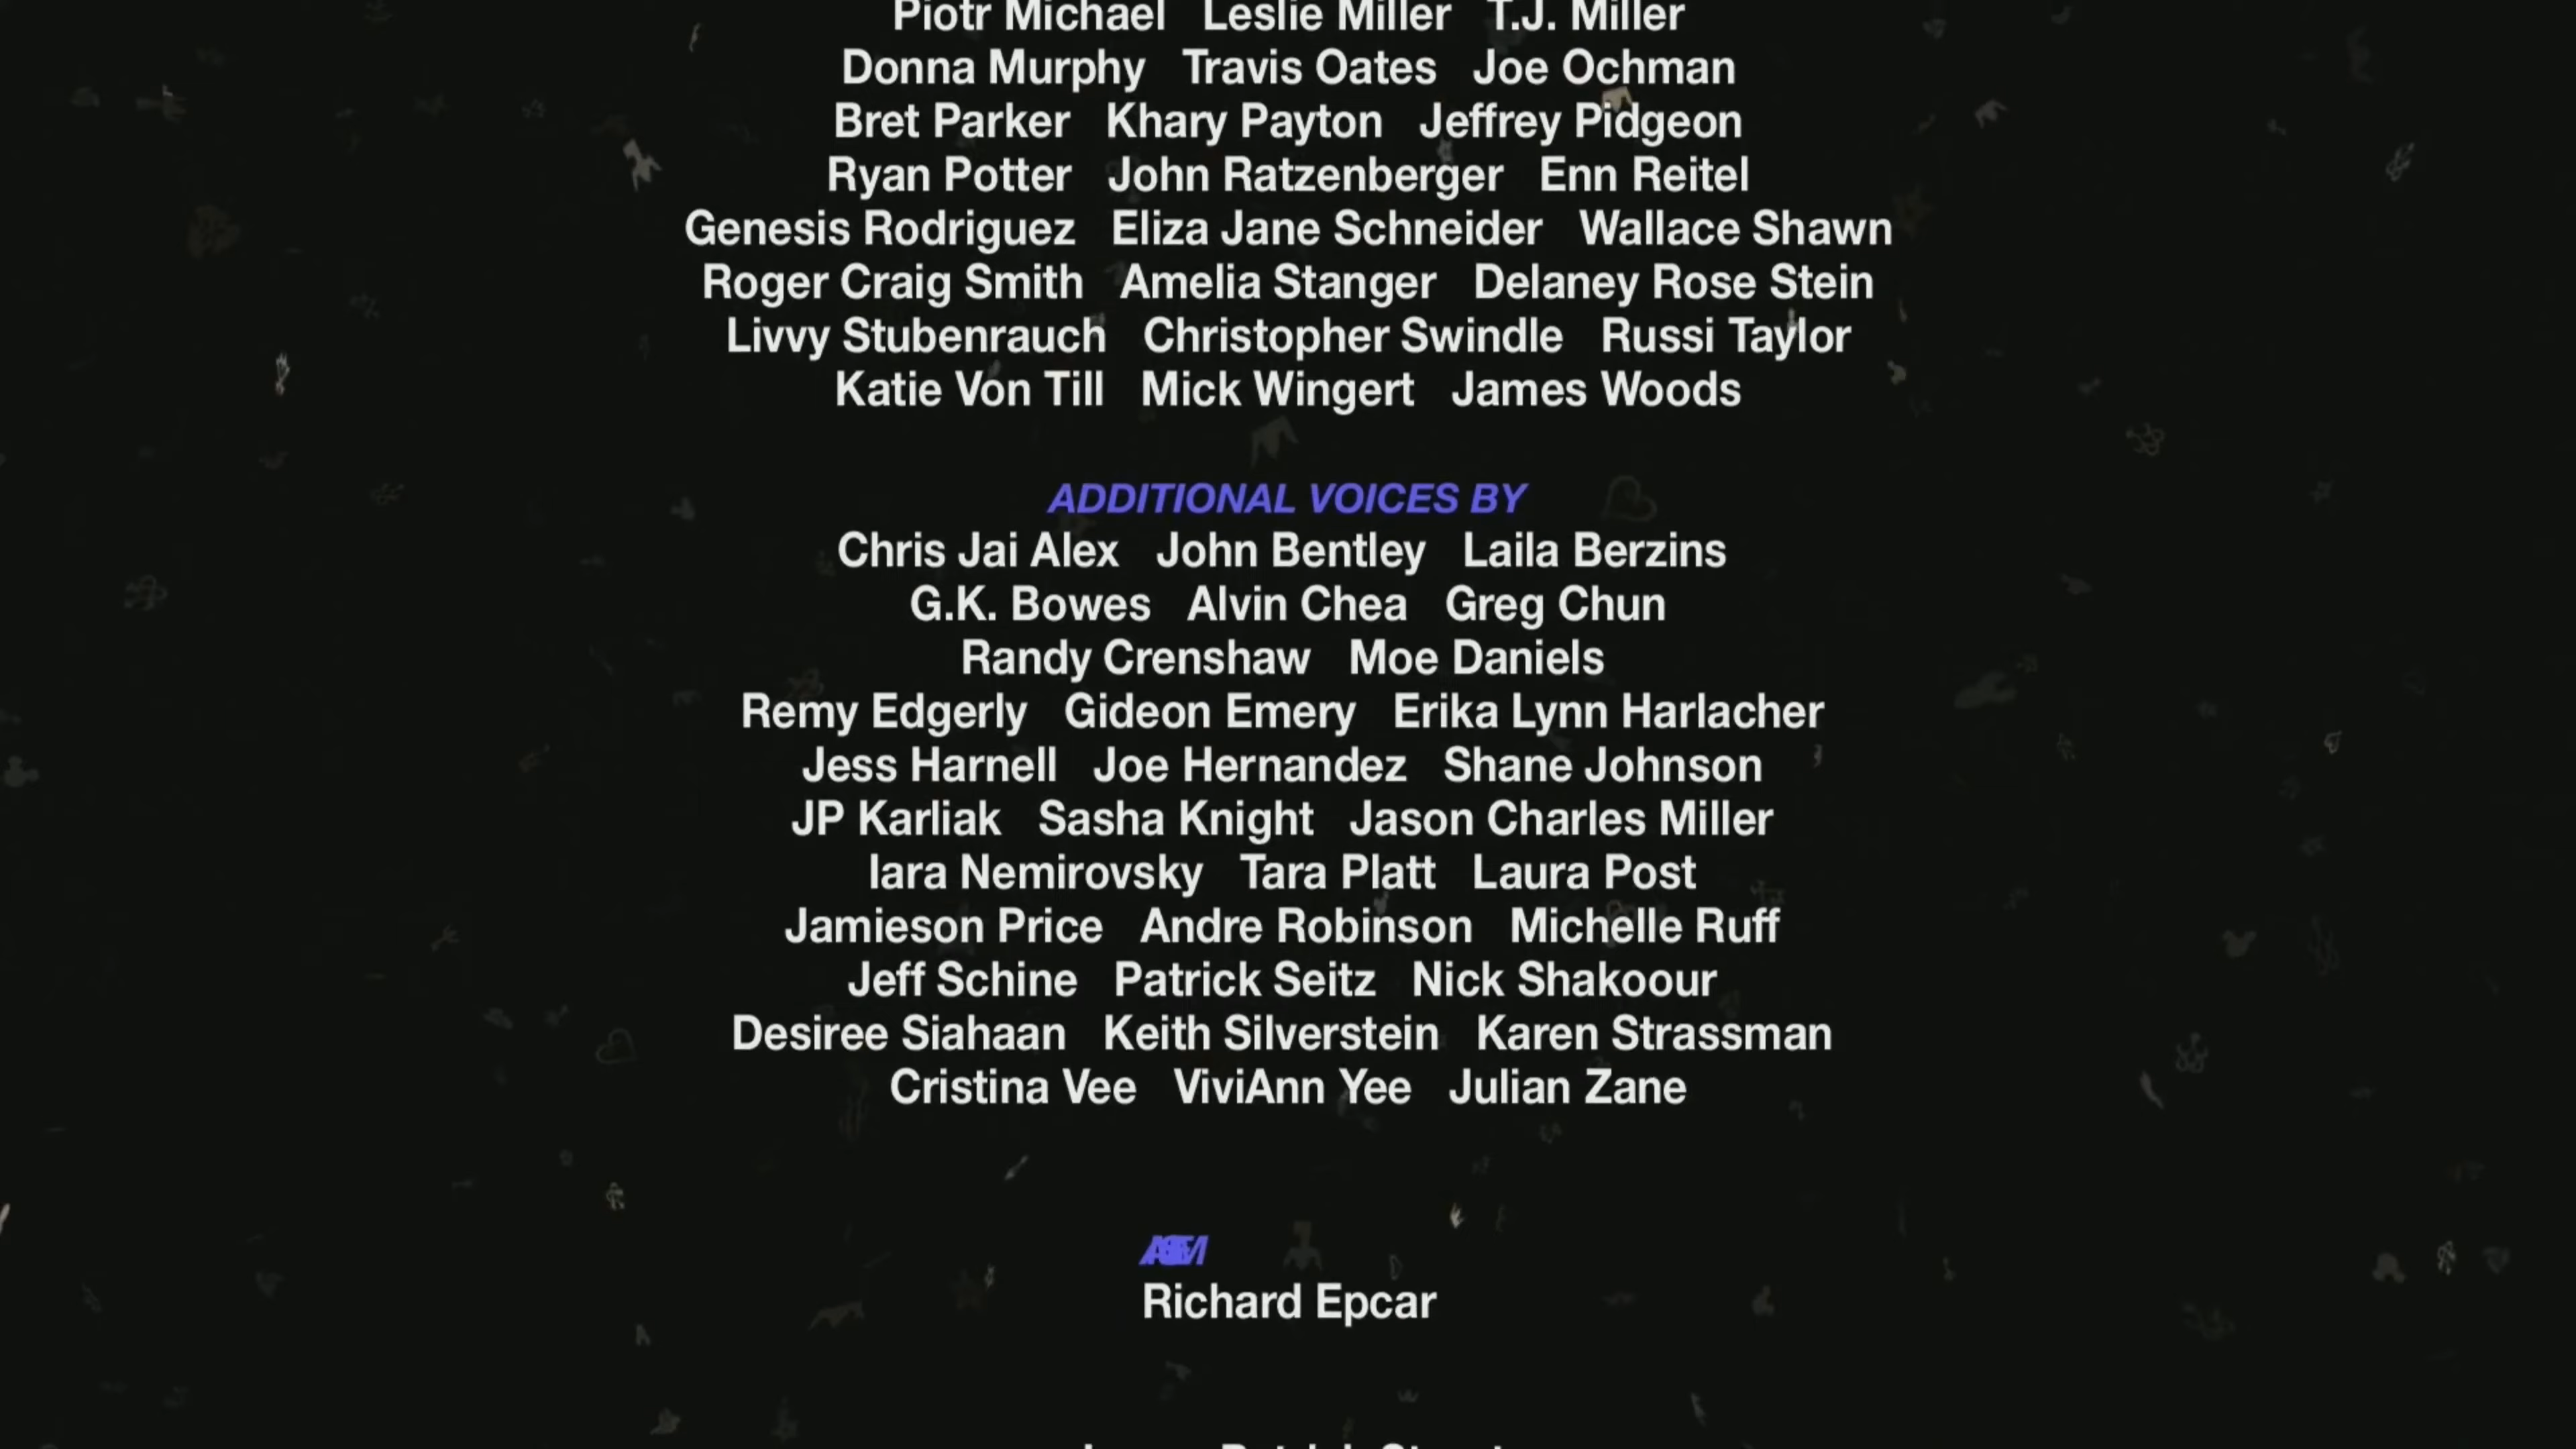 Piotr Michael Leslie Miller T.J. Miller
Donna Murphy Travis Oates Joe Ochman
Bret Parker Khary Payton Jeffrey Pidgeon
Ryan Potter John Ratzenberger Enn Reitel
Genesis Rodriguez Eliza Jane Schneider Wallace Shawn
Roger Craig Smith Amelia Stanger Delaney Rose Stein
Livvy Stubenrauch Christopher Swindle Russi Taylor
Katie Von Till Mick Wingert James Woods
ADDITIONAL VOICES BY
Chris Jai Alex John Bentley Laila Berzins
G.K. Bowes Alvin Chea Greg Chun
Randy Crenshaw Moe Daniels
Remy Edgerly Gideon Emery Erika Lynn Harlacher
Jess Harnell Joe Hernandez Shane Johnson
JP Karliak Sasha Knight Jason Charles Miller
Iara Nemirovsky Tara Platt Laura Post
Jamieson Price Andre Robinson Michelle Ruff
Jeff Schine Patrick Seitz Nick Shakoour
Desiree Siahaan Keith Silverstein Karen Strassman
Cristina Vee ViviAnn Yee Julian Zane
Richard Epcar